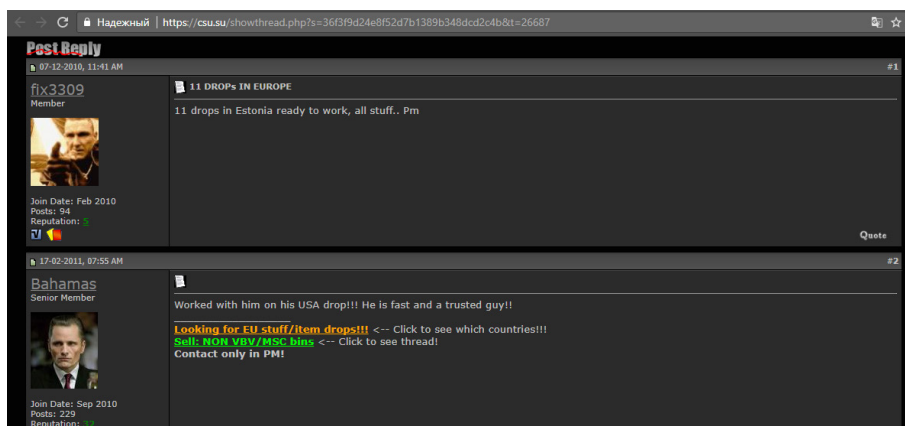 Надежный | https://csu.su/showthread.php?s=36f3f9d24e8f52d7b1389b348dcd2c4b&t=26687
Post Reply
07-12-2010, 11:41 AM #1
fix3309
Member
Join Date: Feb 2010
Posts: 94
Reputation: 5
11 DROPs IN EUROPE
11 drops in Estonia ready to work, all stuff.. Pm
Quote
17-02-2011, 07:55 AM #2
Bahamas
Senior Member
Join Date: Sep 2010
Posts: 229
Reputation: 32
Worked with him on his USA drop!!! He is fast and a trusted guy!!
Looking for EU stuff/item drops!!! <-- Click to see which countries!!!
Sell: NON VBV/MSC bins <-- Click to see thread!
Contact only in PM!